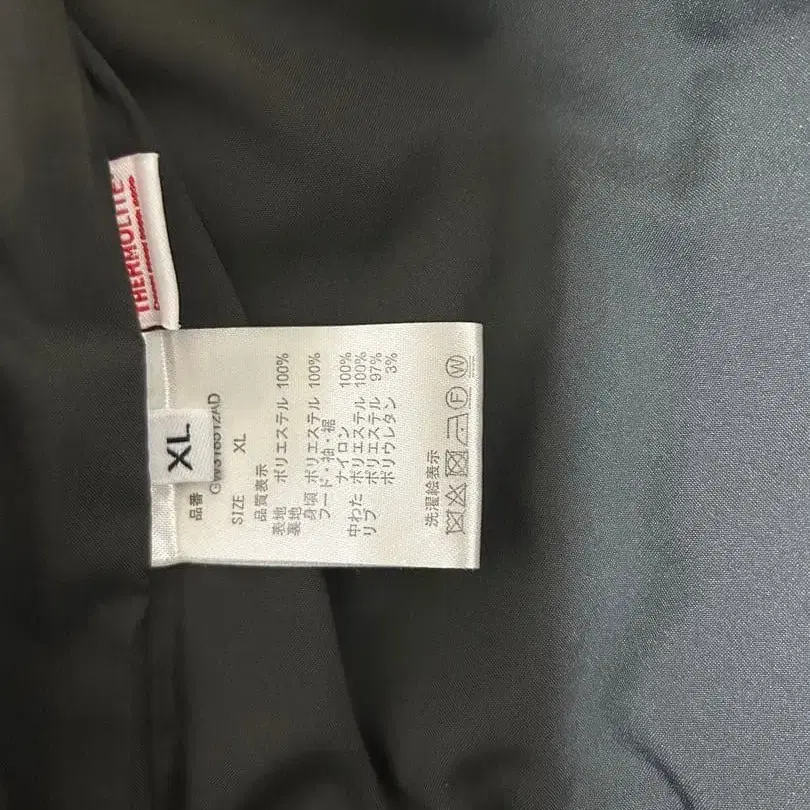 THERMOLITE
XL
品番
SIZE XL
品質表示
表地 ポリエステル 100%
裏地
身頃 ポリエステル 100%
フード・袖・裾
ナイロン 100%
中わた ポリエステル 100%
リブ ポリエステル 97%
ポリウレタン 3%
洗濯絵表示
F W